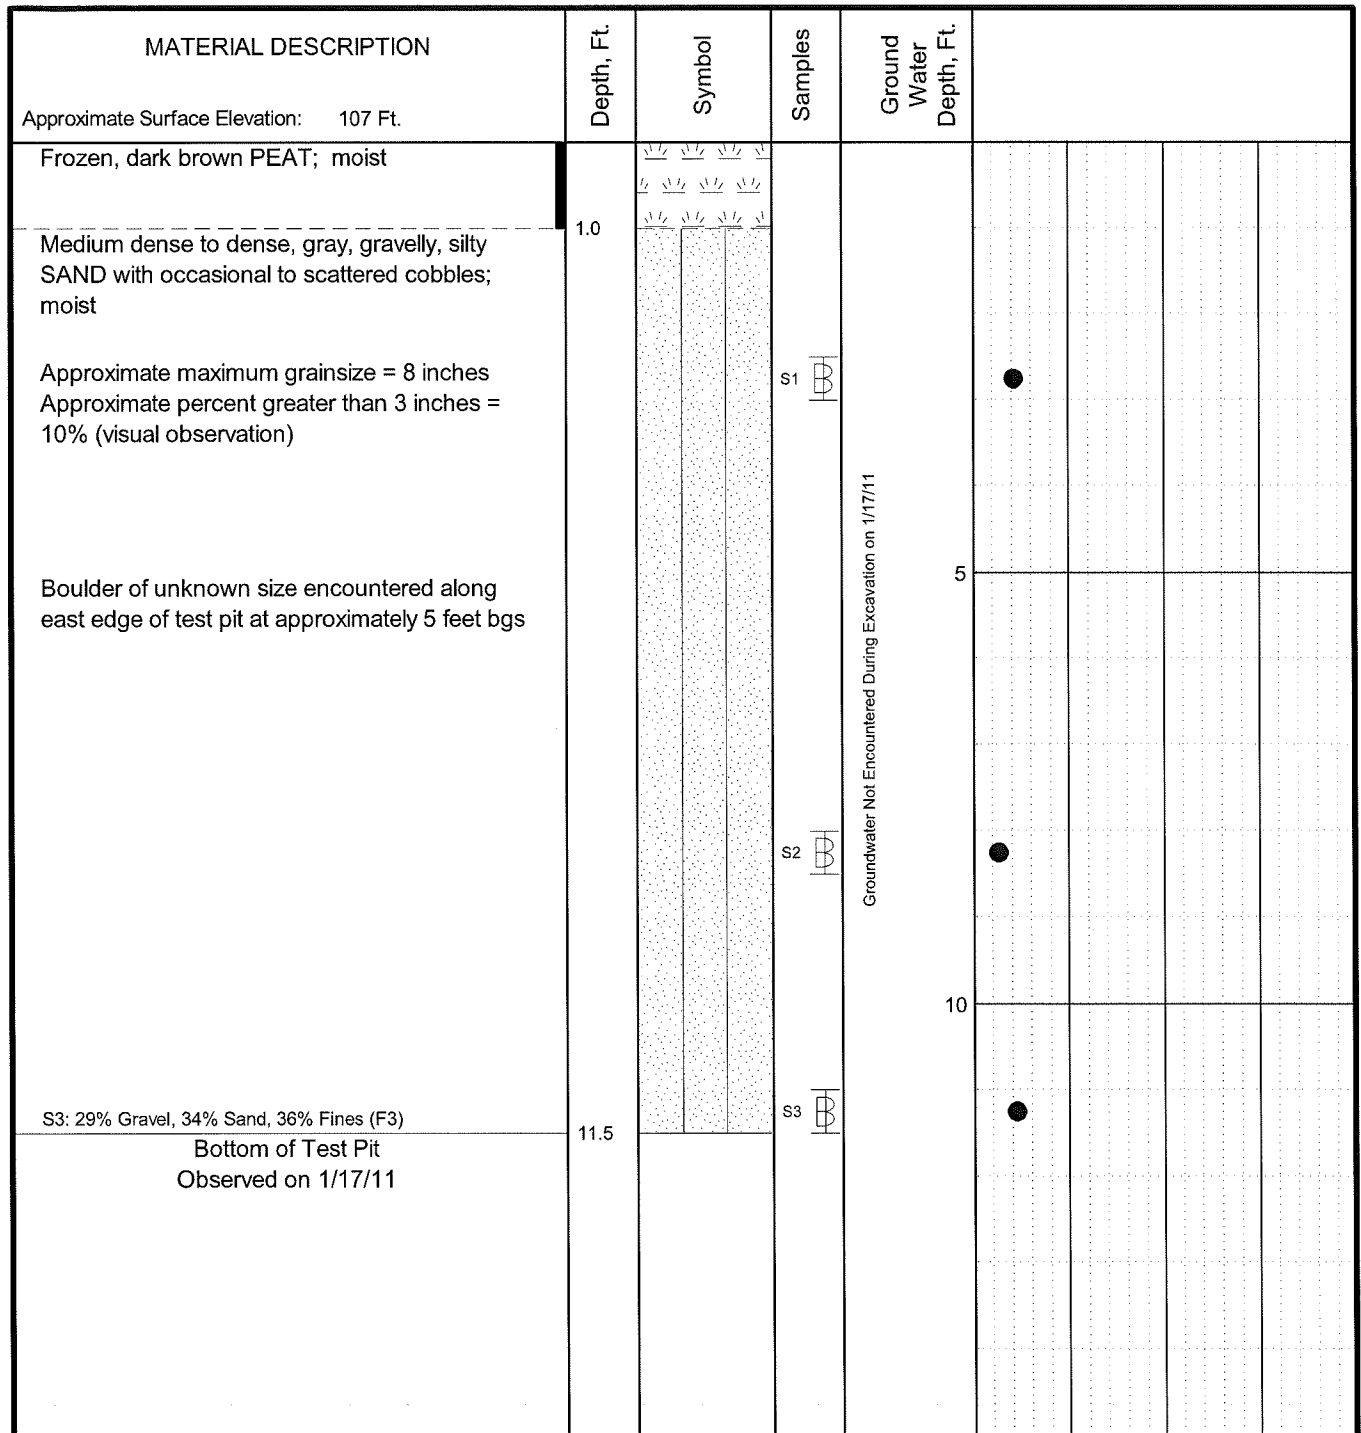 MATERIAL DESCRIPTION
Approximate Surface Elevation: 107 Ft.
Depth, Ft.
Symbol
Samples
Ground
Water
Depth, Ft.
Frozen, dark brown PEAT; moist
1.0
Medium dense to dense, gray, gravelly, silty
SAND with occasional to scattered cobbles;
moist
Approximate maximum grainsize = 8 inches
Approximate percent greater than 3 inches =
10% (visual observation)
S1
B
Groundwater Not Encountered During Excavation on 1/17/11
5
Boulder of unknown size encountered along
east edge of test pit at approximately 5 feet bgs
S2
B
10
S3: 29% Gravel, 34% Sand, 36% Fines (F3)
S3
B
11.5
Bottom of Test Pit
Observed on 1/17/11